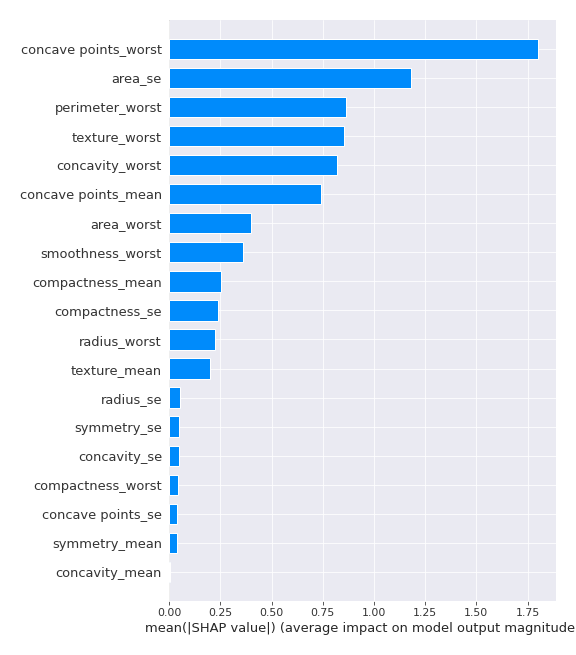 concave points_worst
area_se
perimeter_worst
texture_worst
concavity_worst
concave points_mean
area_worst
smoothness_worst
compactness_mean
compactness_se
radius_worst
texture_mean
radius_se
symmetry_se
concavity_se
compactness_worst
concave points_se
symmetry_mean
concavity_mean
0.00 0.25 0.50 0.75 1.00 1.25 1.50 1.75
mean(|SHAP value|) (average impact on model output magnitude